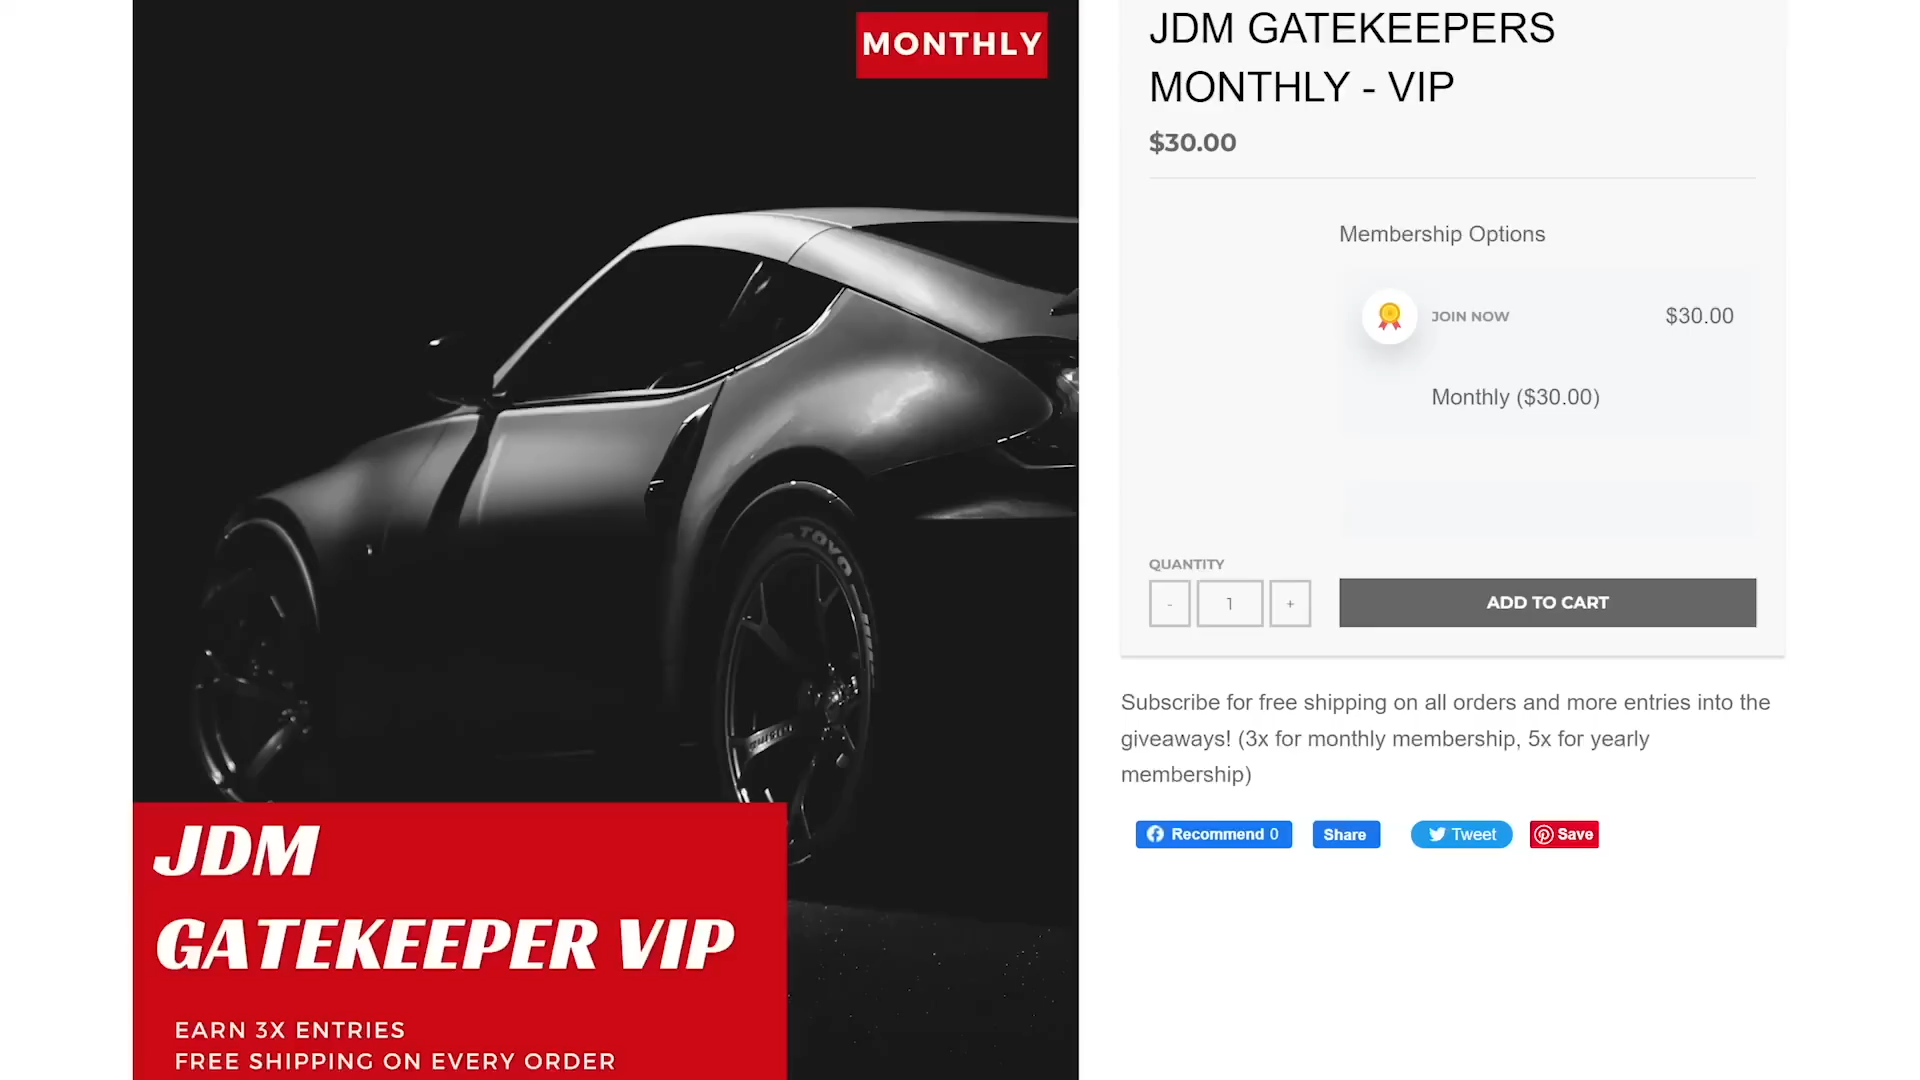 MONTHLY
JDM
GATEKEEPER VIP
EARN 3X ENTRIES
FREE SHIPPING ON EVERY ORDER
TOYO
JDM GATEKEEPERS
MONTHLY - VIP
$30.00
Membership Options
JOIN NOW
$30.00
Monthly ($30.00)
QUANTITY
- 1 +
ADD TO CART
Subscribe for free shipping on all orders and more entries into the
giveaways! (3x for monthly membership, 5x for yearly
membership)
Recommend 0
Share
Tweet
Save